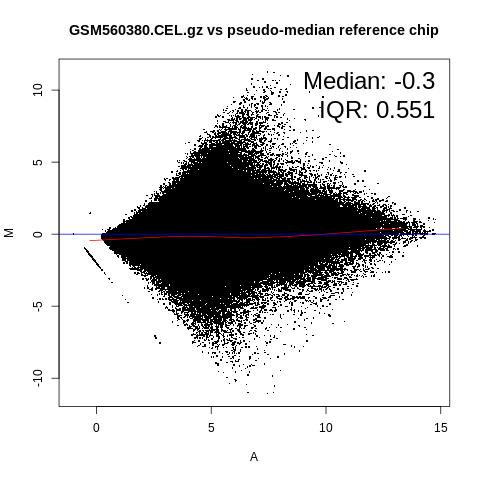 GSM560380.CEL.gz vs pseudo-median reference chip
Median: -0.3
IQR: 0.551
10
5
0
-5
-10
M
0 5 10 15
A